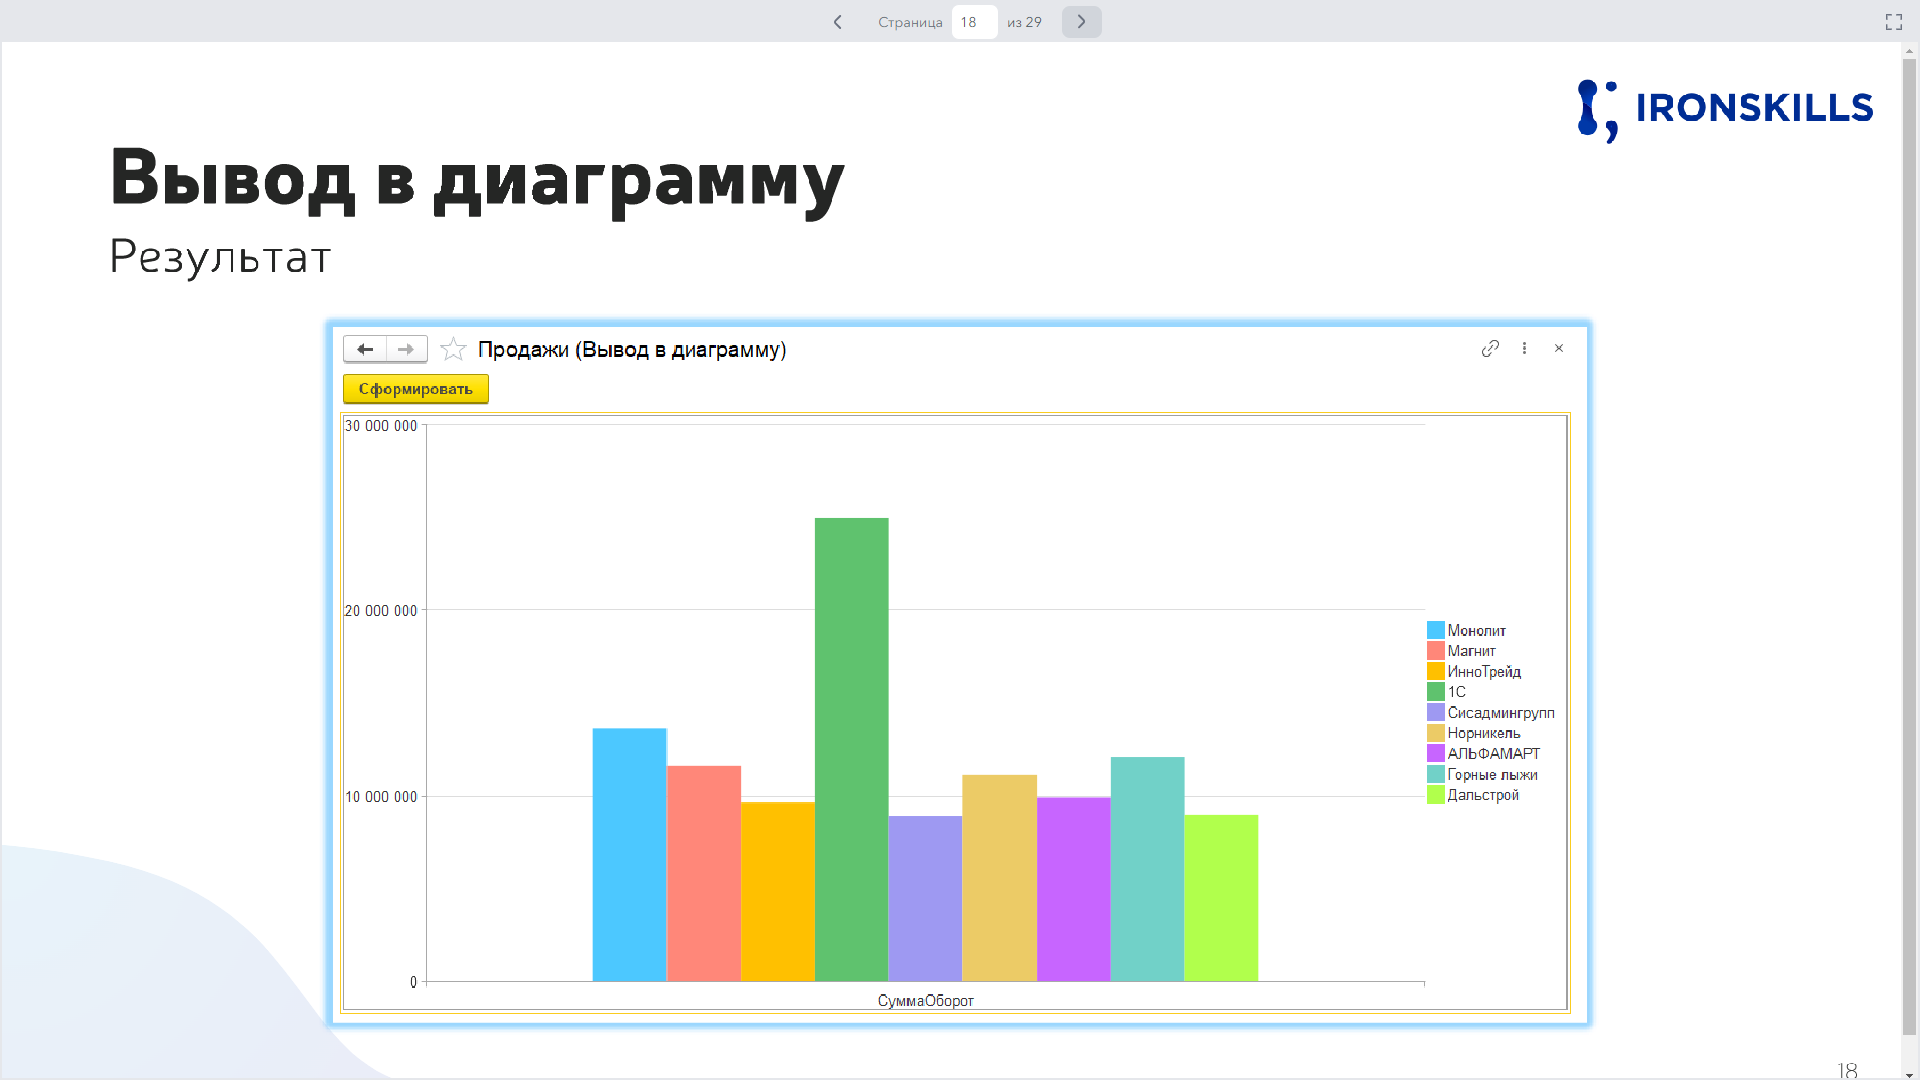 Страница 18 из 29
IRONSKILLS
Вывод в диаграмму
Результат
Продажи (Вывод в диаграмму)
Сформировать
30 000 000
20 000 000
10 000 000
0
СуммаОборот
Монолит
Магнит
ИнноТрейд
1С
Сисадмингрупп
Норникель
АЛЬФАМАРТ
Горные лыжи
Дальстрой
18